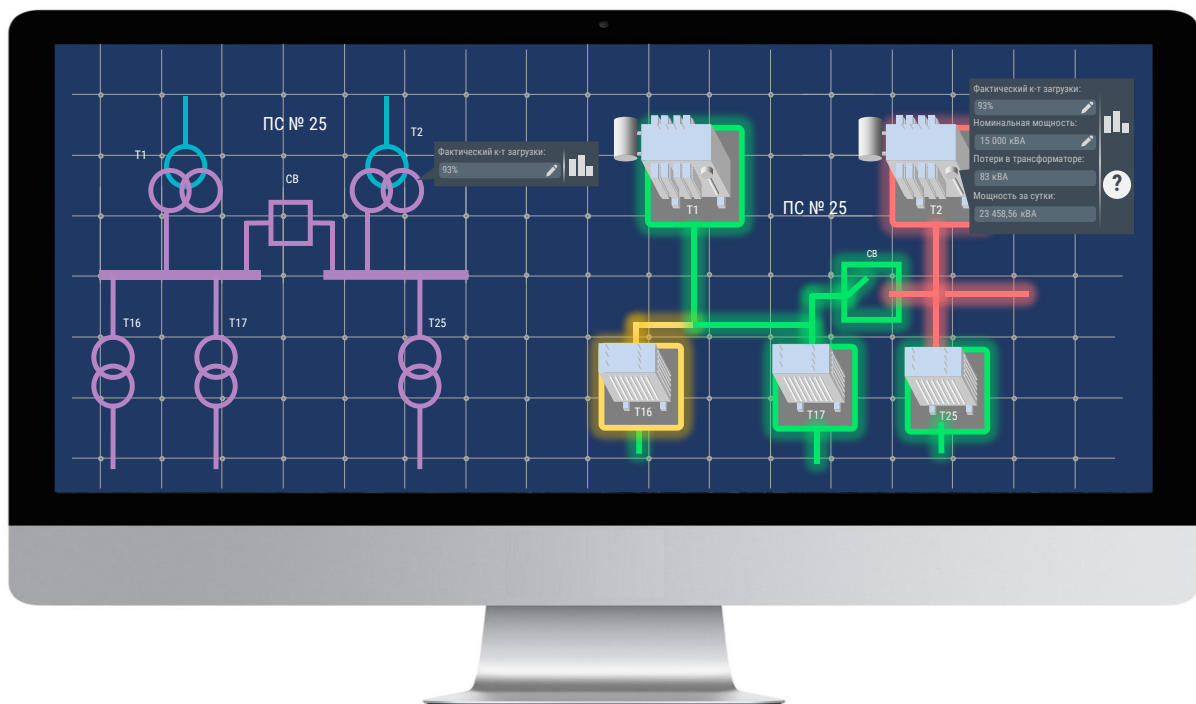 ПС № 25
T1
T2
СВ
Фактический к-т загрузки:
93%
T16
T17
T25
Фактический к-т загрузки:
93%
Номинальная мощность:
15 000 кВА
Потери в трансформаторе:
83 кВА
?
Мощность за сутки:
23 458,56 кВА
T1
ПС № 25
T2
СВ
T16
T17
T25